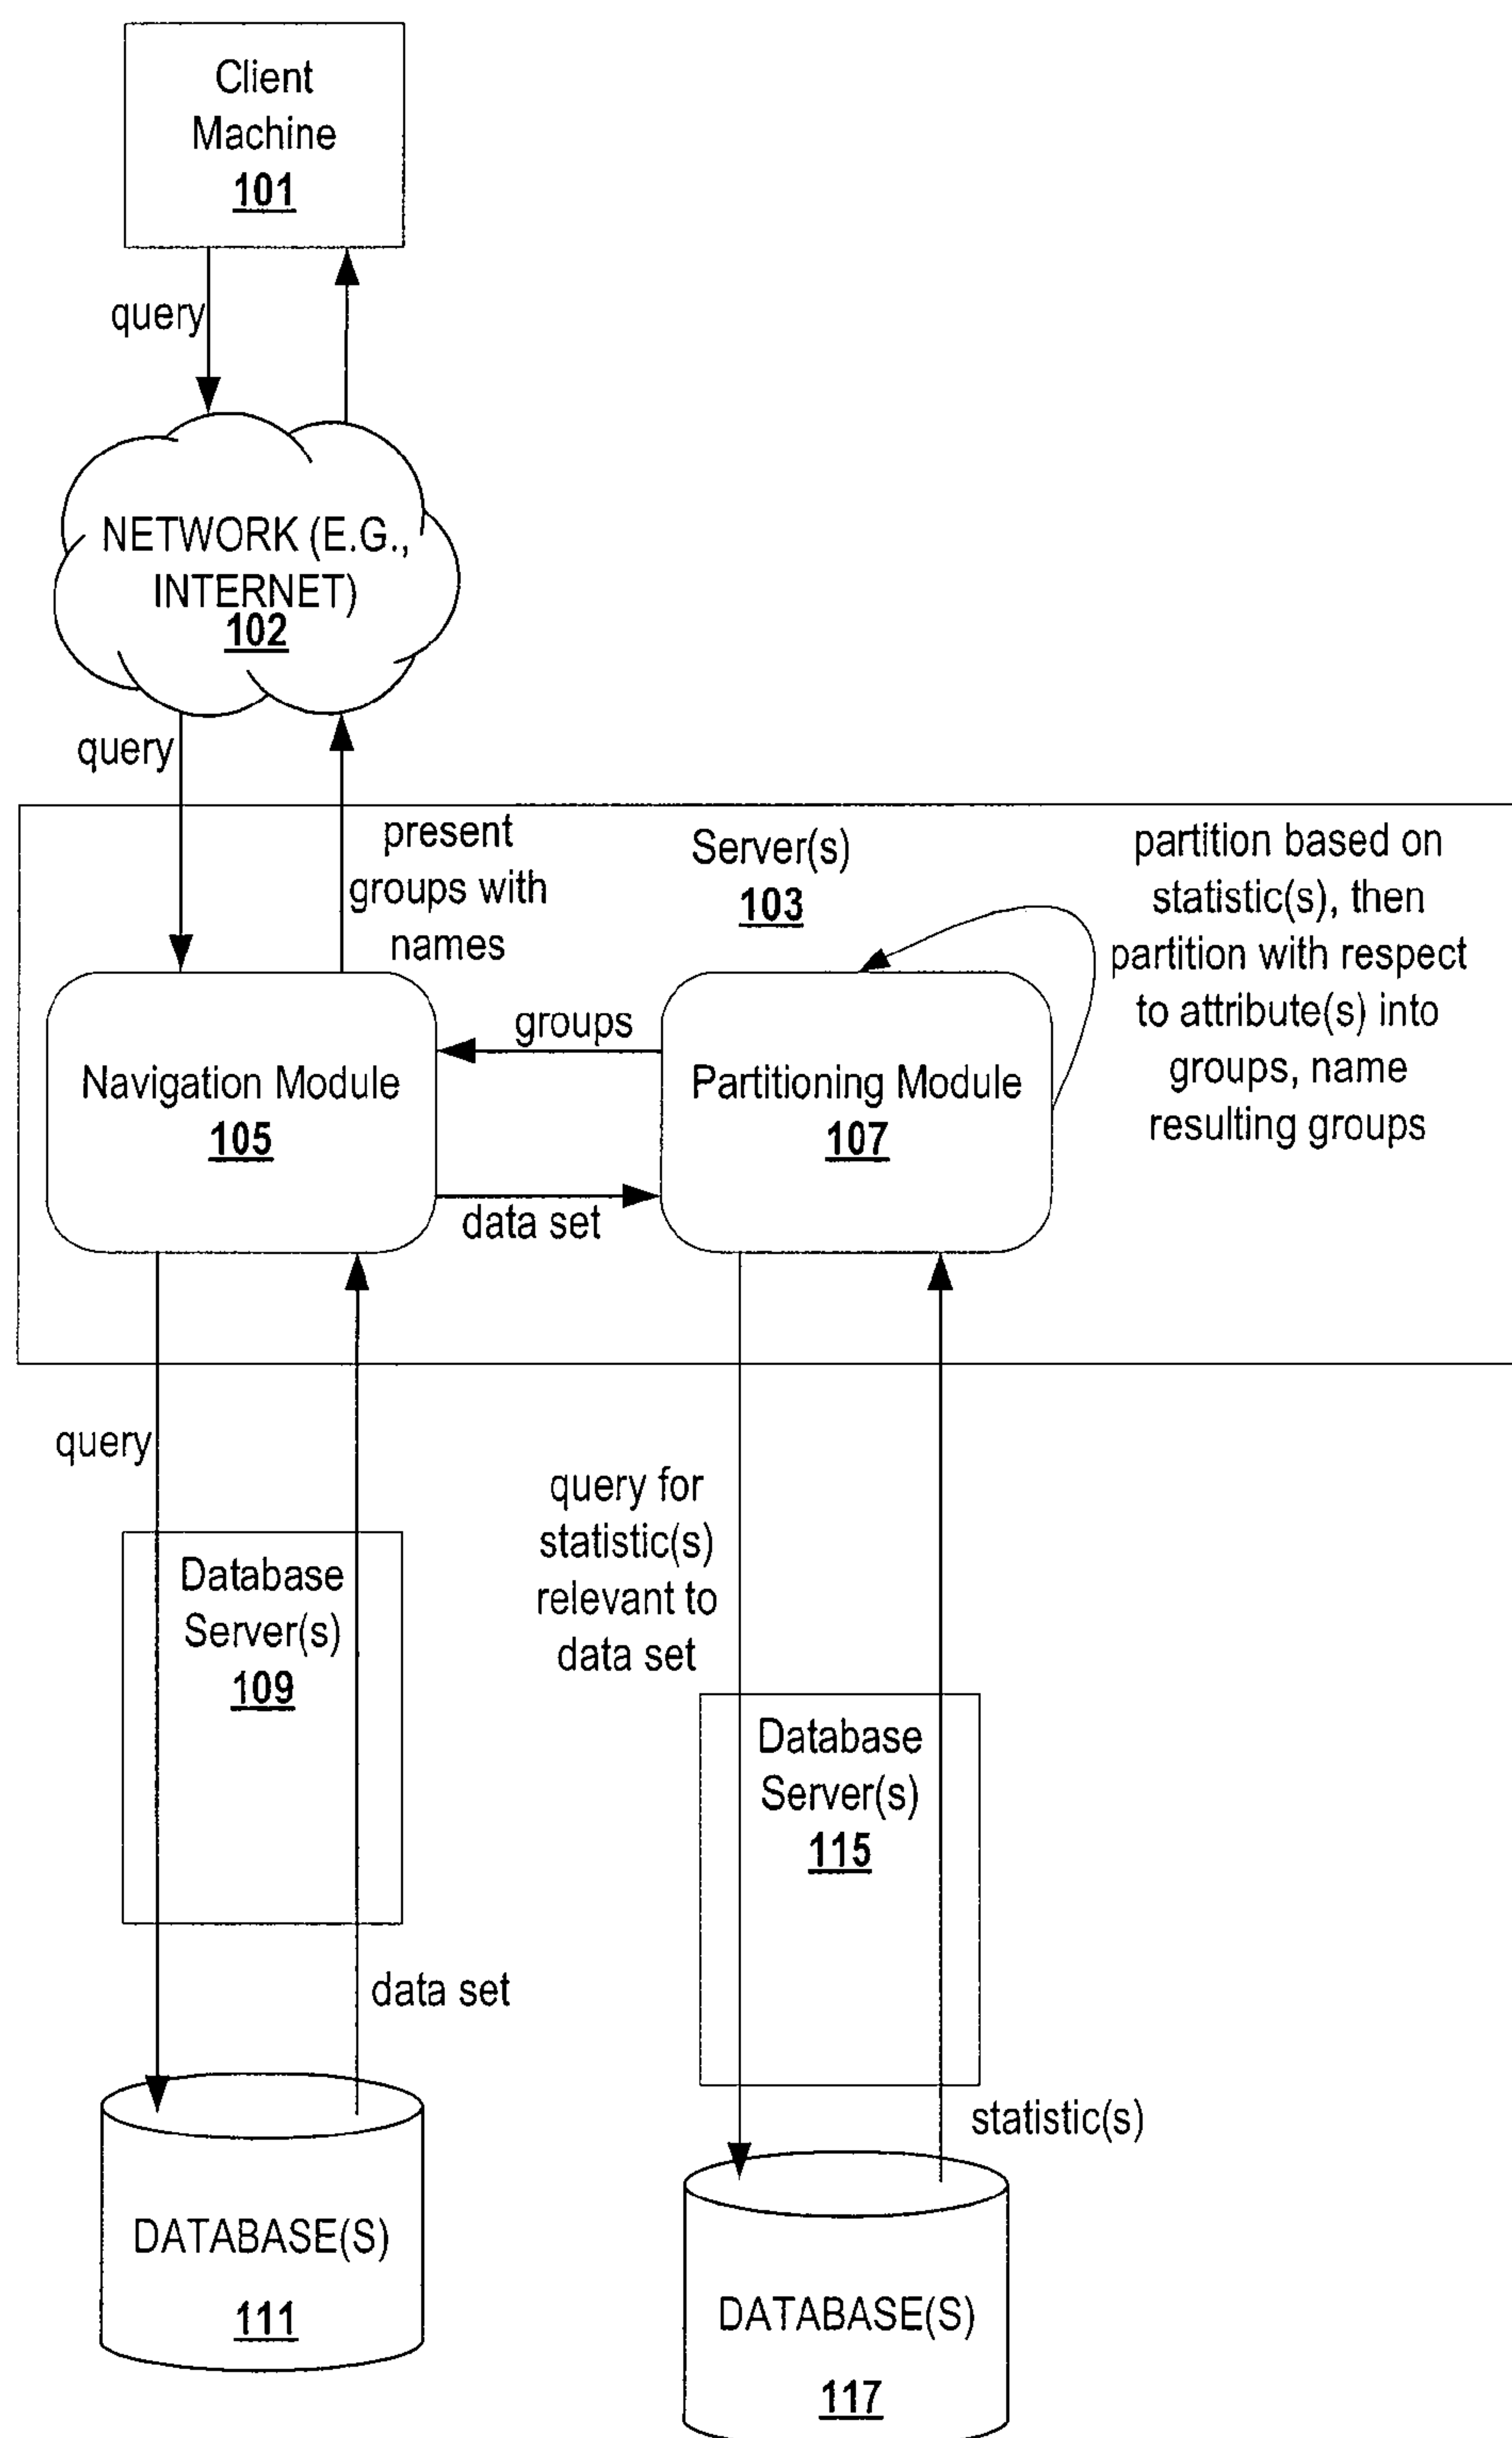 Client
Machine
101
query
NETWORK (E.G.,
INTERNET)
102
query
present
groups with
names
Server(s)
103
partition based on
statistic(s), then
partition with respect
to attribute(s) into
groups, name
resulting groups
groups
Navigation Module
105
Partitioning Module
107
data set
query
query for
statistic(s)
relevant to
data set
Database
Server(s)
109
Database
Server(s)
115
data set
statistic(s)
DATABASE(S)
111
DATABASE(S)
117